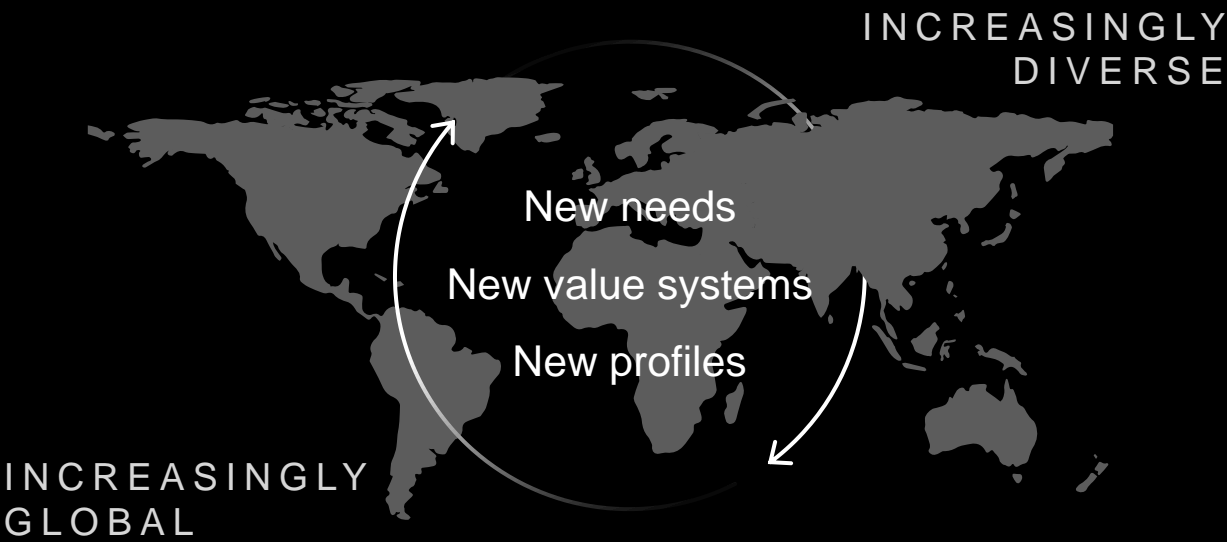 INCREASINGLY
DIVERSE
New needs
New value systems
New profiles
INCREASINGLY
GLOBAL